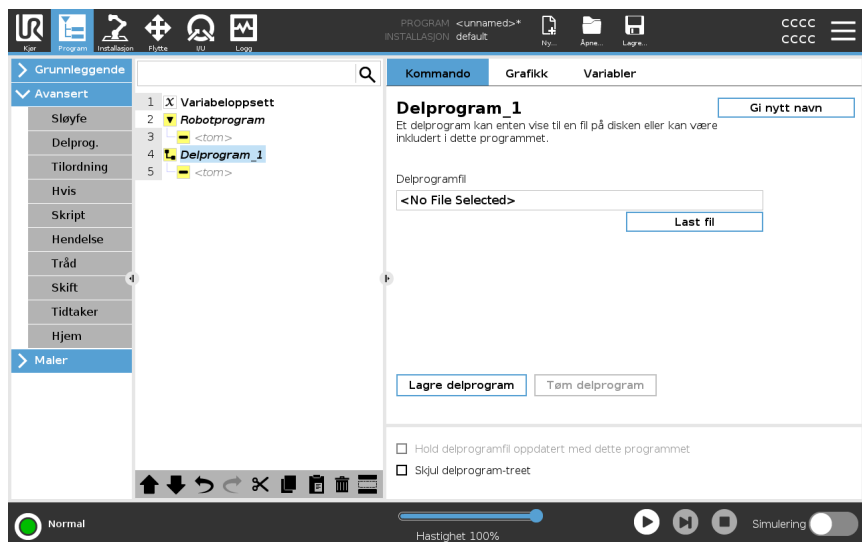 UR
Kjør
Program
Installasjon
Flytte
I/U
Logg
PROGRAM <unnamed>*
INSTALLASJON default
Ny...
Åpne...
Lagre...
CCCC
CCCC
Grunnleggende
Avansert
Sløyfe
Delprog.
Tilordning
Hvis
Skript
Hendelse
Tråd
Skift
Tidtaker
Hjem
Maler
1 X Variabeloppsett
2 Robotprogram
3 <tom>
4 Delprogram_1
5 <tom>
Kommando Grafikk Variabler
Delprogram_1
Gi nytt navn
Et delprogram kan enten vise til en fil på disken eller kan være
inkludert i dette programmet.
Delprogramfil
<No File Selected>
Last fil
Lagre delprogram
Tøm delprogram
Hold delprogramfil oppdatert med dette programmet
Skjul delprogram-treet
Normal
Hastighet 100%
Simulering